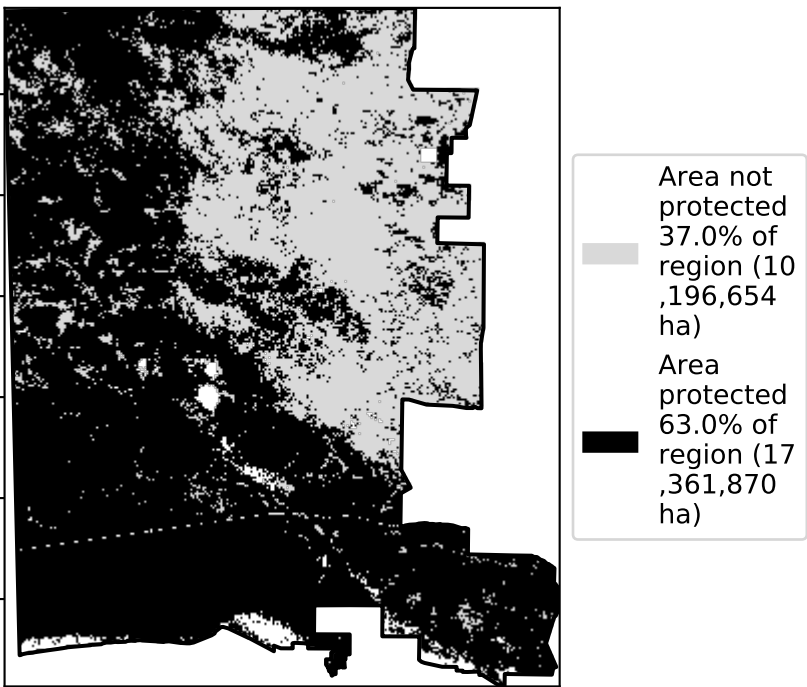 Area not
protected
37.0% of
region (10
,196,654
ha)
Area
protected
63.0% of
region (17
,361,870
ha)